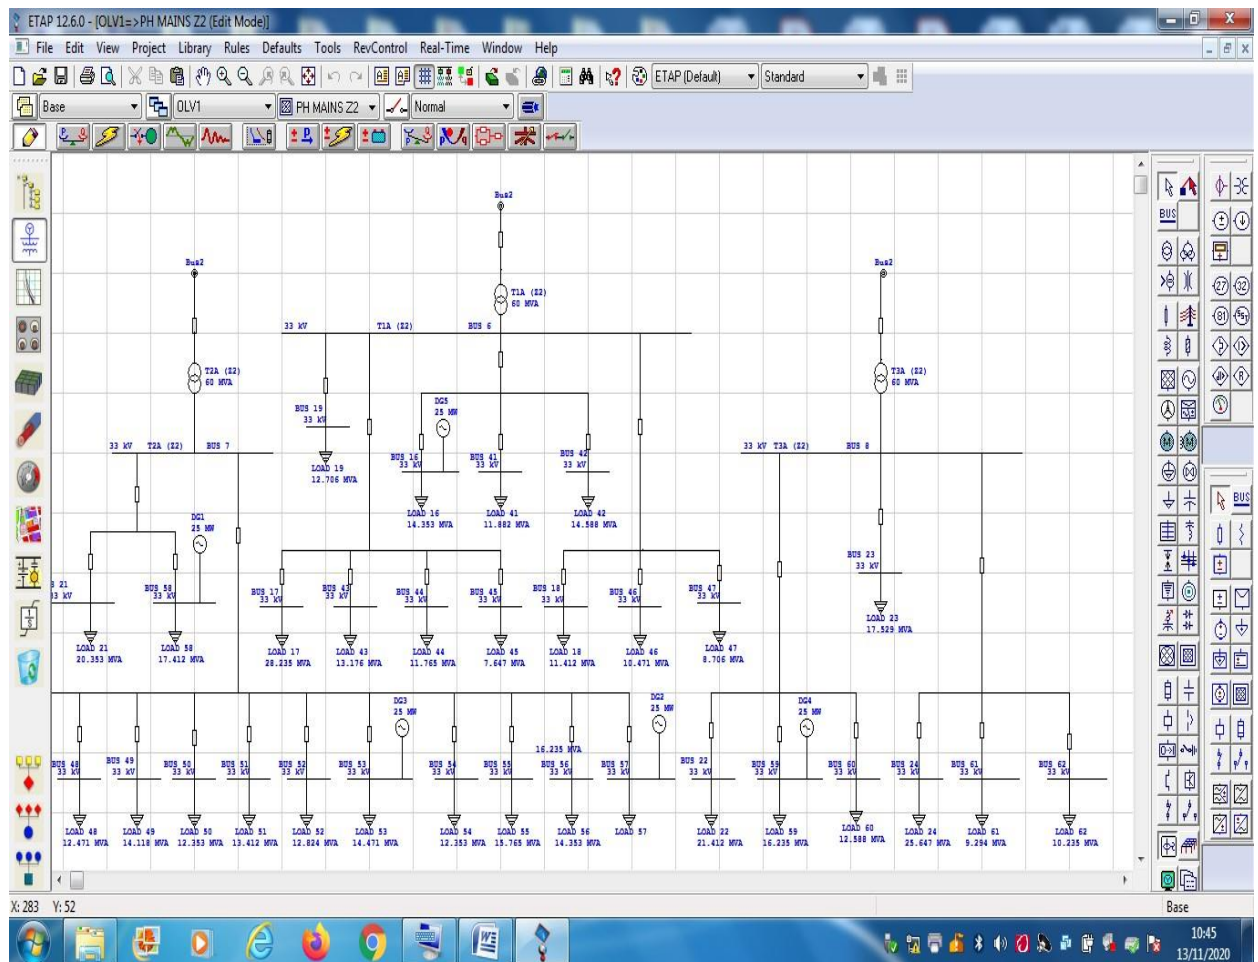 ETAP 12.6.0 - [OLV1=>PH MAINS Z2 (Edit Mode)]
File Edit View Project Library Rules Defaults Tools RevControl Real-Time Window Help
ETAP (Default) Standard
Base OLV1 PH MAINS Z2 Normal
Bus2
T1A (Z2)
60 MVA
Bus2
T2A (Z2)
60 MVA
Bus2
T3A (Z2)
60 MVA
33 kV T1A (Z2) BUS 6
BUS 19
33 kV
LOAD 19
12.706 MVA
DG5
25 MW
BUS 16
33 kV
LOAD 16
14.353 MVA
BUS 41
33 kV
LOAD 41
11.882 MVA
BUS 42
33 kV
LOAD 42
14.588 MVA
33 kV T2A (Z2) BUS 7
33 kV T3A (Z2) BUS 8
DG1
25 MW
21
33 kV
LOAD 21
20.353 MVA
BUS 58
33 kV
LOAD 58
17.412 MVA
BUS 17
33 kV
LOAD 17
28.235 MVA
BUS 43
33 kV
LOAD 43
13.176 MVA
BUS 44
33 kV
LOAD 44
11.765 MVA
BUS 45
33 kV
LOAD 45
7.647 MVA
BUS 18
33 kV
LOAD 18
11.412 MVA
BUS 46
33 kV
LOAD 46
10.471 MVA
BUS 47
33 kV
LOAD 47
8.706 MVA
BUS 23
33 kV
LOAD 23
17.529 MVA
BUS 48
33 kV
LOAD 48
12.471 MVA
BUS 49
33 kV
LOAD 49
14.118 MVA
BUS 50
33 kV
LOAD 50
12.353 MVA
BUS 51
33 kV
LOAD 51
13.412 MVA
BUS 52
33 kV
LOAD 52
12.824 MVA
BUS 53
33 kV
LOAD 53
14.471 MVA
DG3
25 MW
BUS 54
33 kV
LOAD 54
12.353 MVA
BUS 55
33 kV
LOAD 55
15.765 MVA
16.235 MVA
BUS 56
33 kV
LOAD 56
14.353 MVA
BUS 57
33 kV
LOAD 57
DG2
25 MW
BUS 22
33 kV
LOAD 22
21.412 MVA
BUS 59
33 kV
LOAD 59
16.235 MVA
DG4
25 MW
BUS 60
33 kV
LOAD 60
12.588 MVA
BUS 24
33 kV
LOAD 24
25.647 MVA
BUS 61
33 kV
LOAD 61
9.294 MVA
BUS 62
33 kV
LOAD 62
10.235 MVA
BUS
BUS
27 32
81
X: 283 Y: 52
Base
10:45
13/11/2020